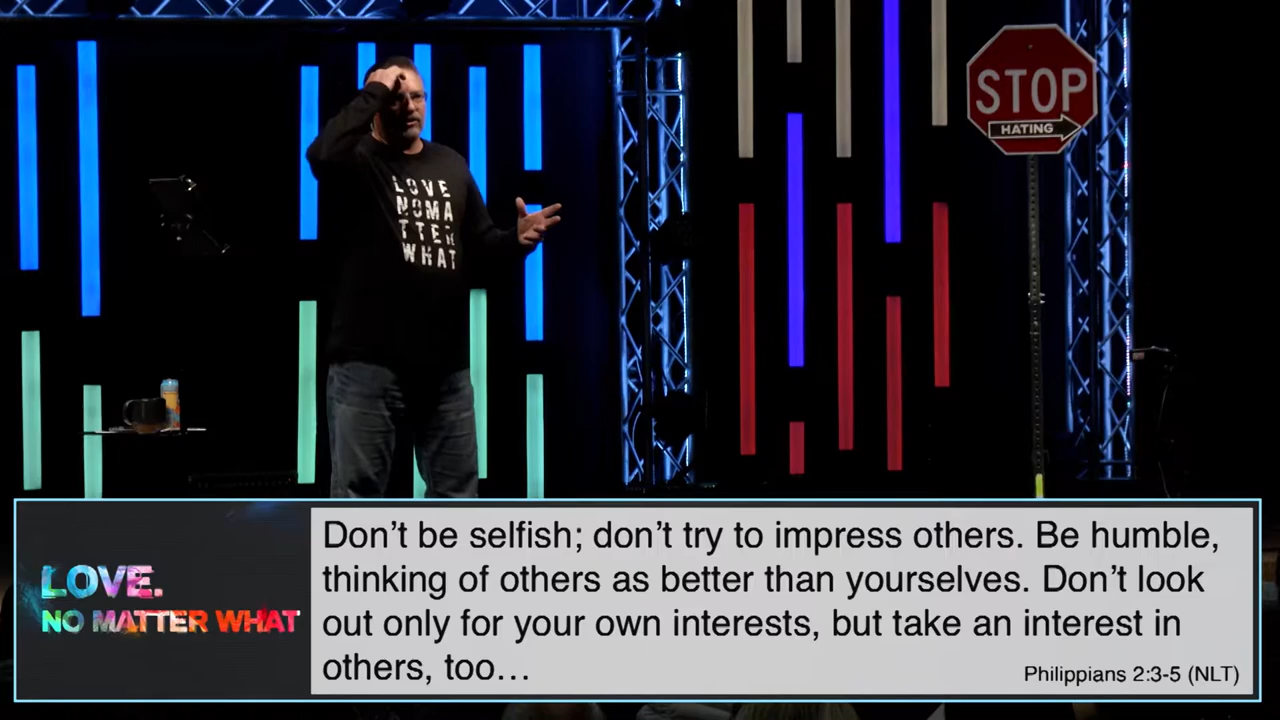 STOP
HATING
LOVE
NOMA
TTER
WHAT
LOVE.
NO MATTER WHAT
Don't be selfish; don't try to impress others. Be humble,
thinking of others as better than yourselves. Don't look
out only for your own interests, but take an interest in
others, too…
Philippians 2:3-5 (NLT)